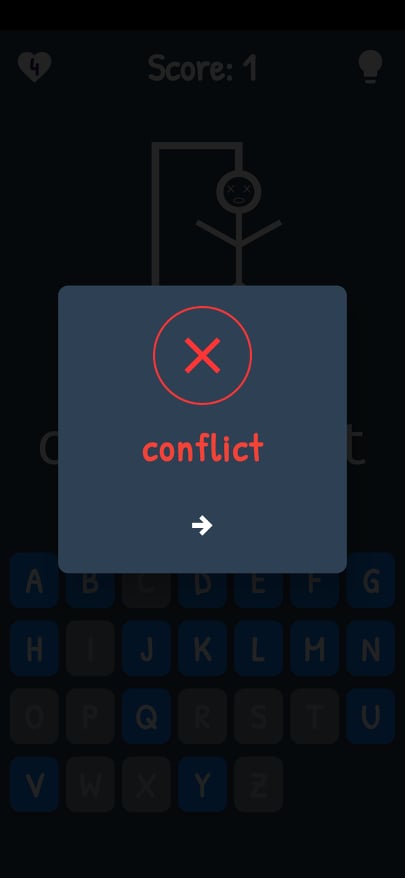 4 Score: 1
c t
conflict
A B C D E F G
H I J K L M N
O P Q R S T U
V W X Y Z